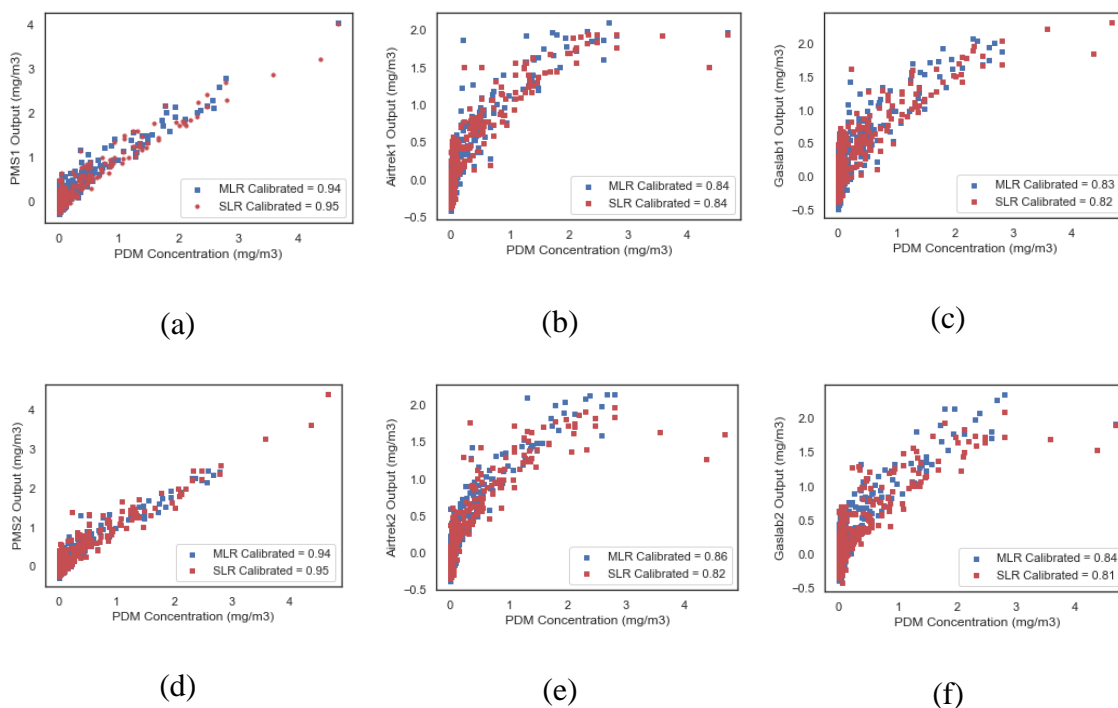 PMS1 Output (mg/m3)
4
3
2
1
0
MLR Calibrated = 0.94
SLR Calibrated = 0.95
0 1 2 3 4
PDM Concentration (mg/m3)
(a)
Airtrek1 Output (mg/m3)
2.0
1.5
1.0
0.5
0.0
−0.5
MLR Calibrated = 0.84
SLR Calibrated = 0.84
0 1 2 3 4
PDM Concentration (mg/m3)
(b)
Gaslab1 Output (mg/m3)
2.0
1.5
1.0
0.5
0.0
−0.5
MLR Calibrated = 0.83
SLR Calibrated = 0.82
0 1 2 3 4
PDM Concentration (mg/m3)
(c)
PMS2 Output (mg/m3)
4
3
2
1
0
MLR Calibrated = 0.94
SLR Calibrated = 0.95
0 1 2 3 4
PDM Concentration (mg/m3)
(d)
Airtrek2 Output (mg/m3)
2.0
1.5
1.0
0.5
0.0
−0.5
MLR Calibrated = 0.86
SLR Calibrated = 0.82
0 1 2 3 4
PDM Concentration (mg/m3)
(e)
Gaslab2 Output (mg/m3)
2.0
1.5
1.0
0.5
0.0
−0.5
MLR Calibrated = 0.84
SLR Calibrated = 0.81
0 1 2 3 4
PDM Concentration (mg/m3)
(f)